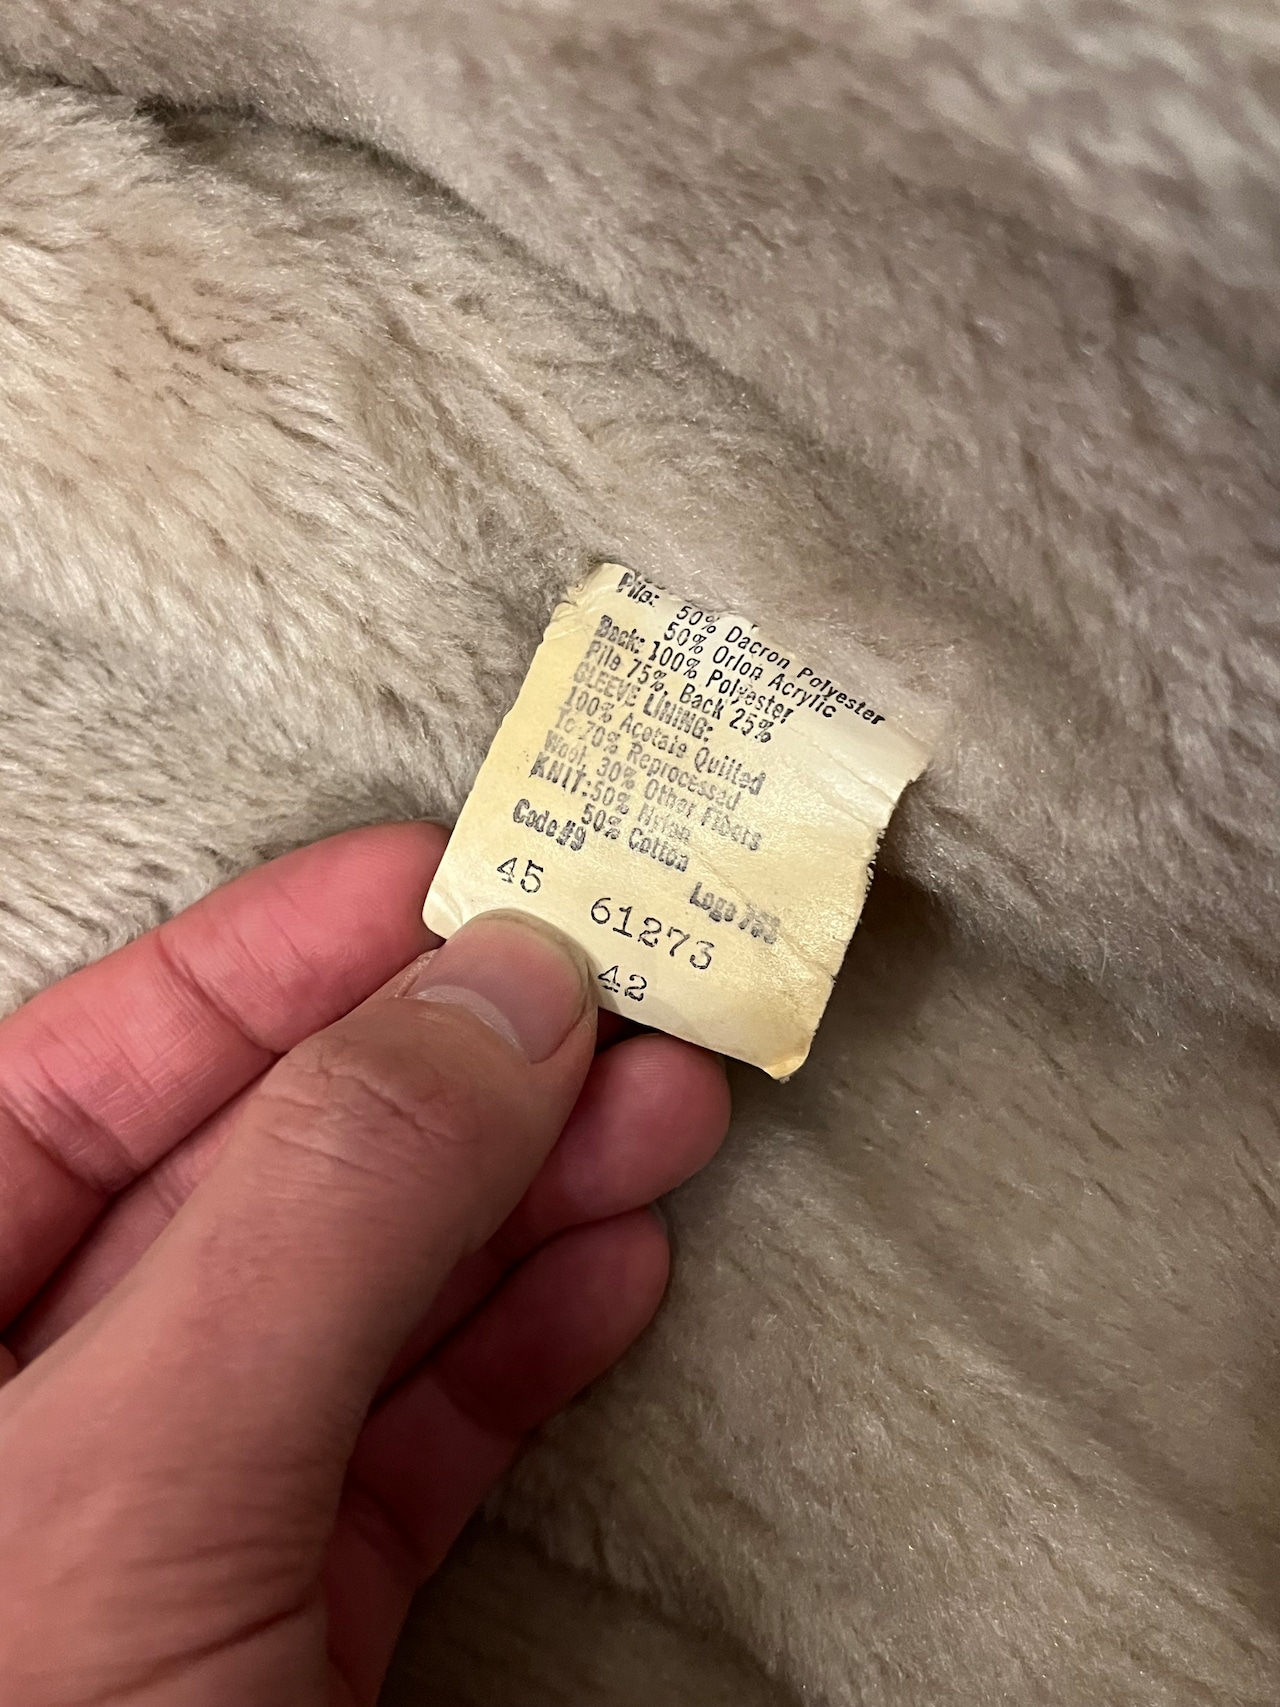 Pile: 50% Dacron Polyester
50% Orlon Acrylic
Back: 100% Polyester
Pile 75%, Back 25%
SLEEVE LINING:
100% Acetate Quilted
To 70% Reprocessed
Wool, 30% Other Fibers
KNIT: 50% Nylon
50% Cotton
Code #9
Logo
45 61273
42